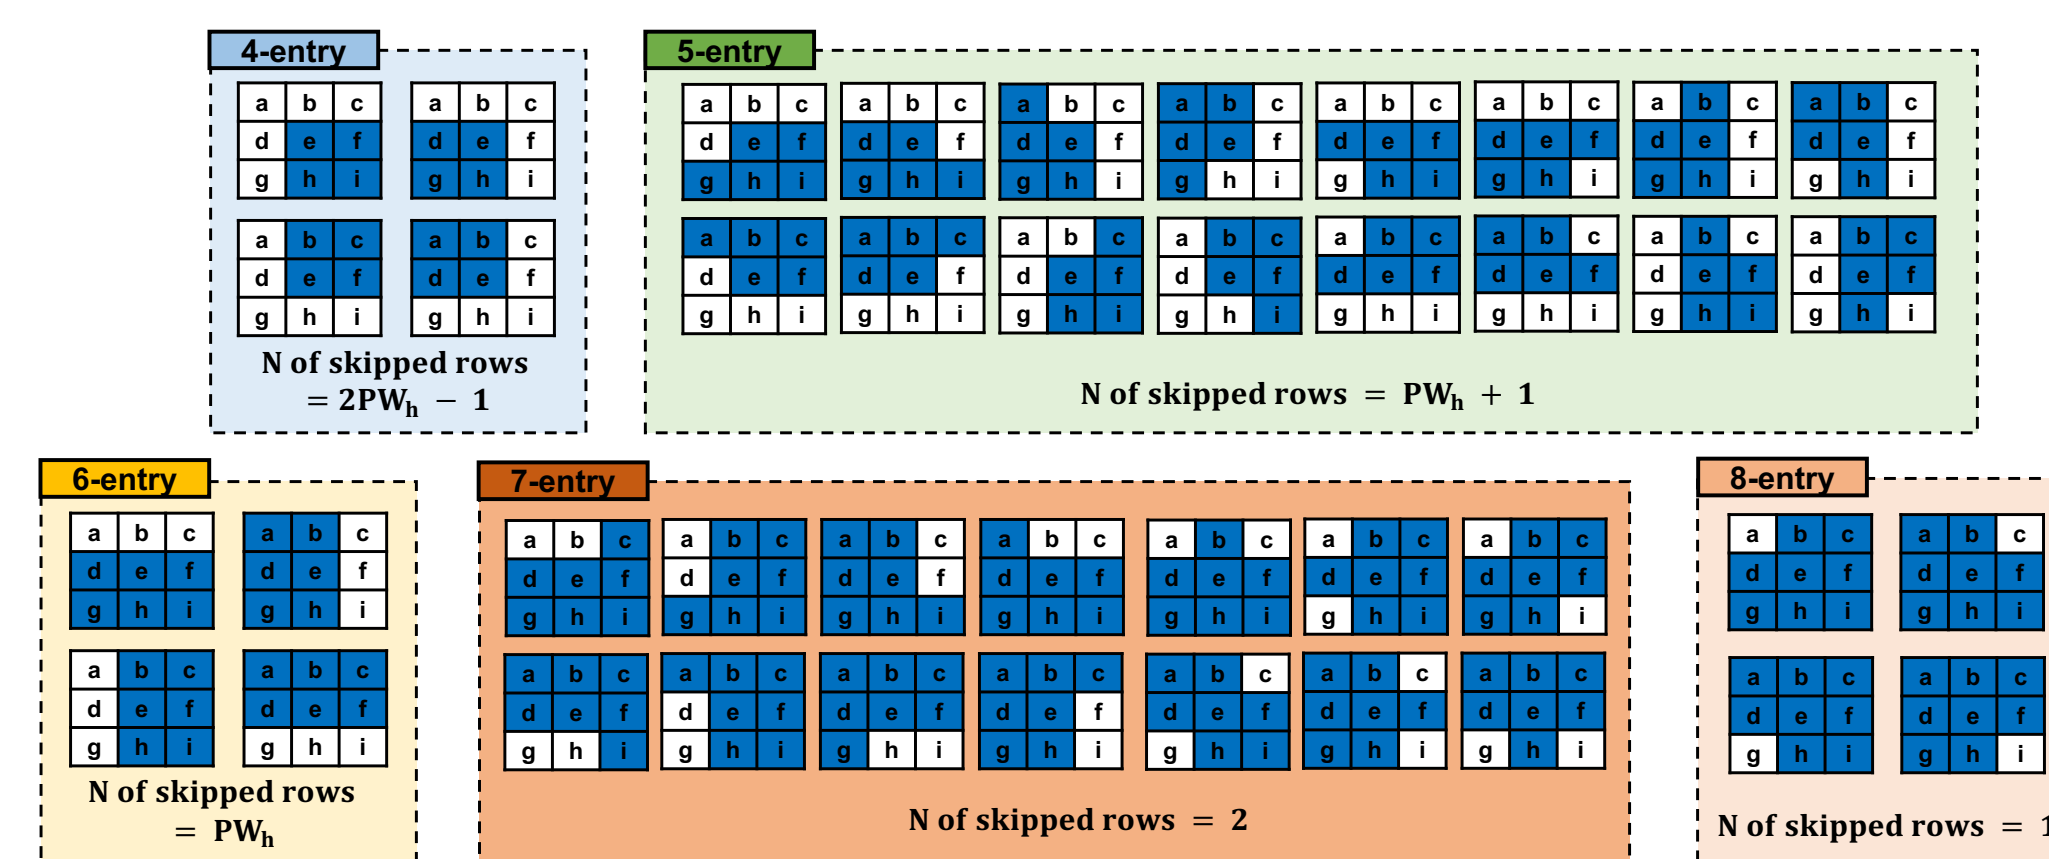 4-entry
5-entry
a b c a b c
d e f d e f
g h i g h i
a b c a b c
d e f d e f
g h i g h i
N of skipped rows
= 2PWh − 1
a b c a b c a b c a b c a b c a b c a b c a b c
d e f d e f d e f d e f d e f d e f d e f d e f
g h i g h i g h i g h i g h i g h i g h i g h i
a b c a b c a b c a b c a b c a b c a b c a b c
d e f d e f d e f d e f d e f d e f d e f d e f
g h i g h i g h i g h i g h i g h i g h i g h i
N of skipped rows = PWh + 1
6-entry
7-entry
8-entry
a b c a b c
d e f d e f
g h i g h i
a b c a b c
d e f d e f
g h i g h i
N of skipped rows
= PWh
a b c a b c a b c a b c a b c a b c a b c
d e f d e f d e f d e f d e f d e f d e f
g h i g h i g h i g h i g h i g h i g h i
a b c a b c a b c a b c a b c a b c a b c
d e f d e f d e f d e f d e f d e f d e f
g h i g h i g h i g h i g h i g h i g h i
N of skipped rows = 2
a b c a b c
d e f d e f
g h i g h i
a b c a b c
d e f d e f
g h i g h i
N of skipped rows = 1